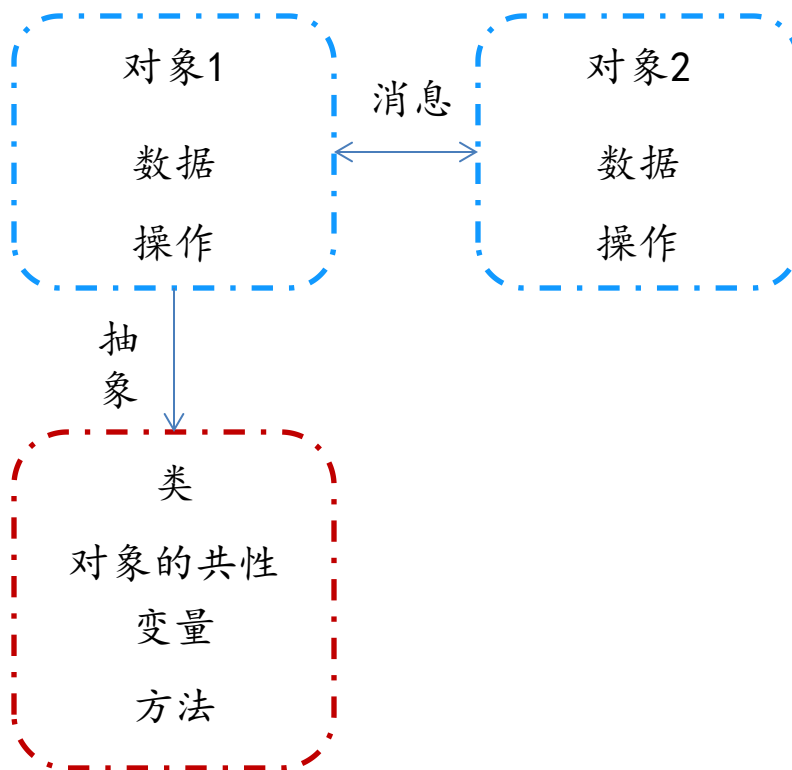 对象1
数据
操作
消息
对象2
数据
操作
抽
象
类
对象的共性
变量
方法